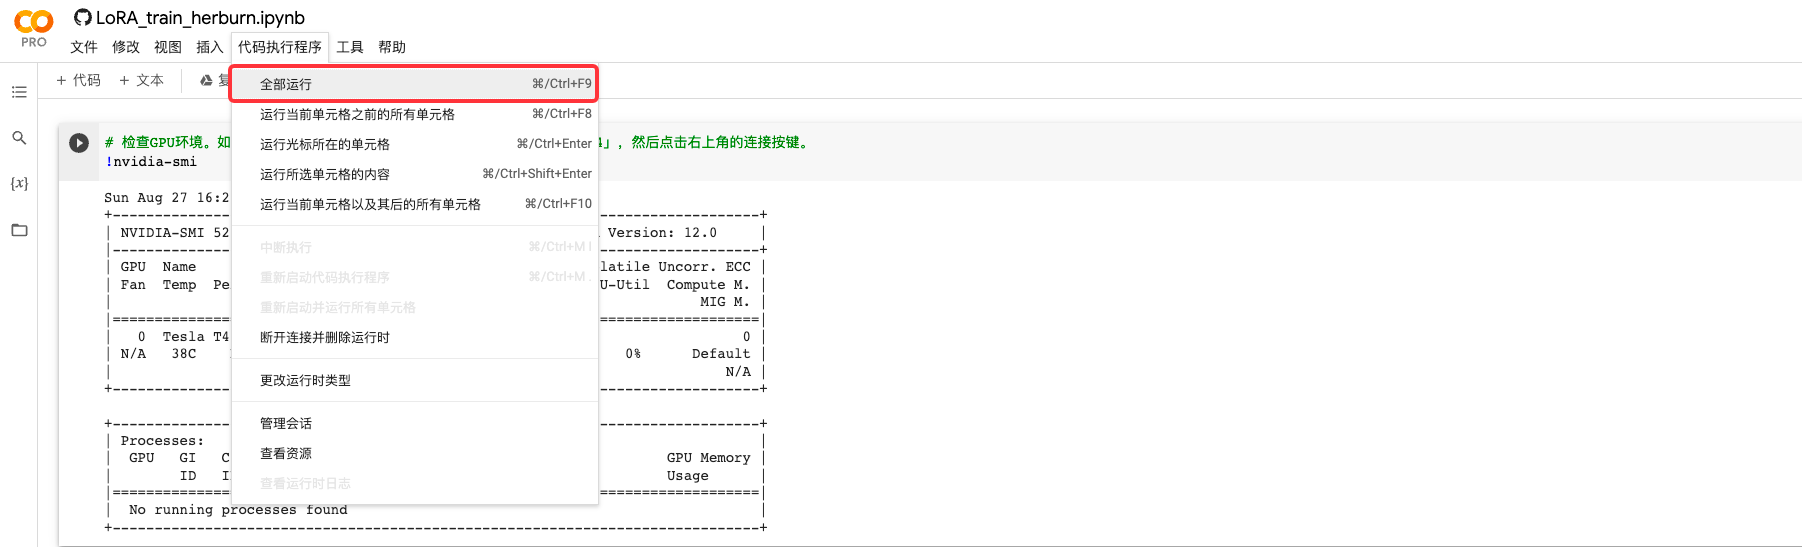 LoRA_train_herburn.ipynb
PRO
文件 修改 视图 插入 代码执行程序 工具 帮助
+ 代码 + 文本
全部运行 ⌘/Ctrl+F9
运行当前单元格之前的所有单元格 ⌘/Ctrl+F8
运行光标所在的单元格 ⌘/Ctrl+Enter
运行所选单元格的内容 ⌘/Ctrl+Shift+Enter
运行当前单元格以及其后的所有单元格 ⌘/Ctrl+F10
中断执行 ⌘/Ctrl+M I
重新启动代码执行程序 ⌘/Ctrl+M .
重新启动并运行所有单元格
断开连接并删除运行时
更改运行时类型
管理会话
查看资源
查看运行时日志
{x}
# 检查GPU环境。如 」, 然后点击右上角的连接按键。
!nvidia-smi
Sun Aug 27 16:2
NVIDIA-SMI 52 Version: 12.0
GPU Name latile Uncorr. ECC
Fan Temp Pe U-Util Compute M.
MIG M.
0 Tesla T4 0
N/A 38C 0% Default
N/A
Processes:
GPU GI C GPU Memory
ID I Usage
No running processes found